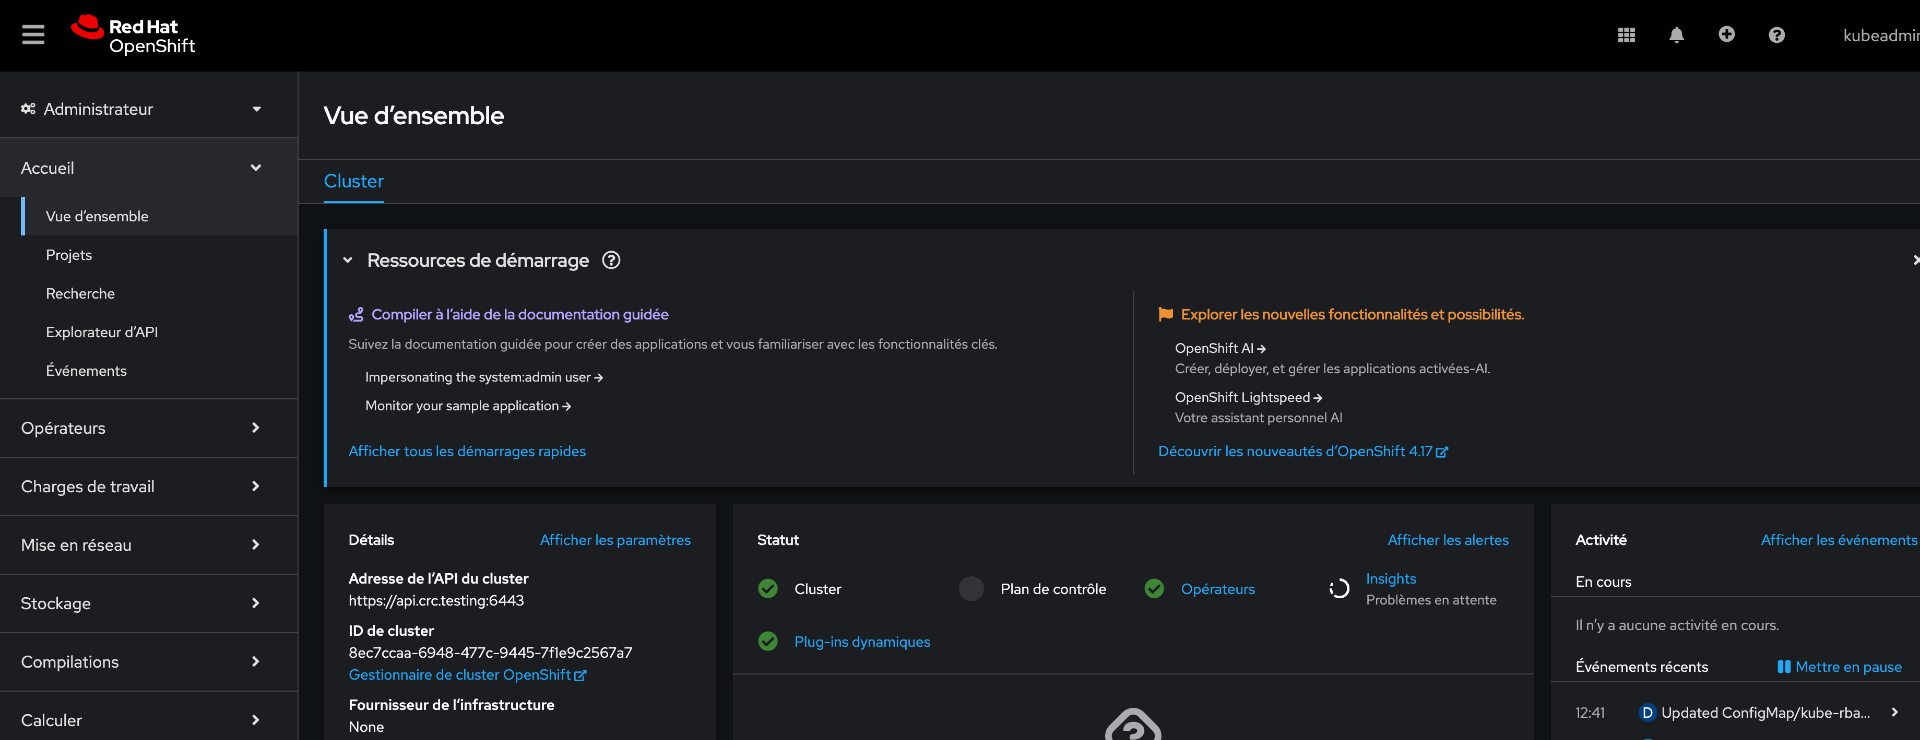 Red Hat
OpenShift
kubeadmin
Administrateur
Accueil
Vue d’ensemble
Projets
Recherche
Explorateur d’API
Événements
Opérateurs
Charges de travail
Mise en réseau
Stockage
Compilations
Calculer
Vue d’ensemble
Cluster
Ressources de démarrage
Compiler à l’aide de la documentation guidée
Suivez la documentation guidée pour créer des applications et vous familiariser avec les fonctionnalités clés.
Impersonating the system:admin user
Monitor your sample application
Afficher tous les démarrages rapides
Explorer les nouvelles fonctionnalités et possibilités.
OpenShift AI
Créer, déployer, et gérer les applications activées-AI.
OpenShift Lightspeed
Votre assistant personnel AI
Découvrir les nouveautés d’OpenShift 4.17
Détails
Afficher les paramètres
Adresse de l’API du cluster
https://api.crc.testing:6443
ID de cluster
8ec7ccaa-6948-477c-9445-7f1e9c2567a7
Gestionnaire de cluster OpenShift
Fournisseur de l’infrastructure
None
Statut
Afficher les alertes
Cluster
Plan de contrôle
Opérateurs
Insights
Problèmes en attente
Plug-ins dynamiques
Activité
Afficher les événements
En cours
Il n’y a aucune activité en cours.
Événements récents
Mettre en pause
12:41
D Updated ConfigMap/kube-rba...